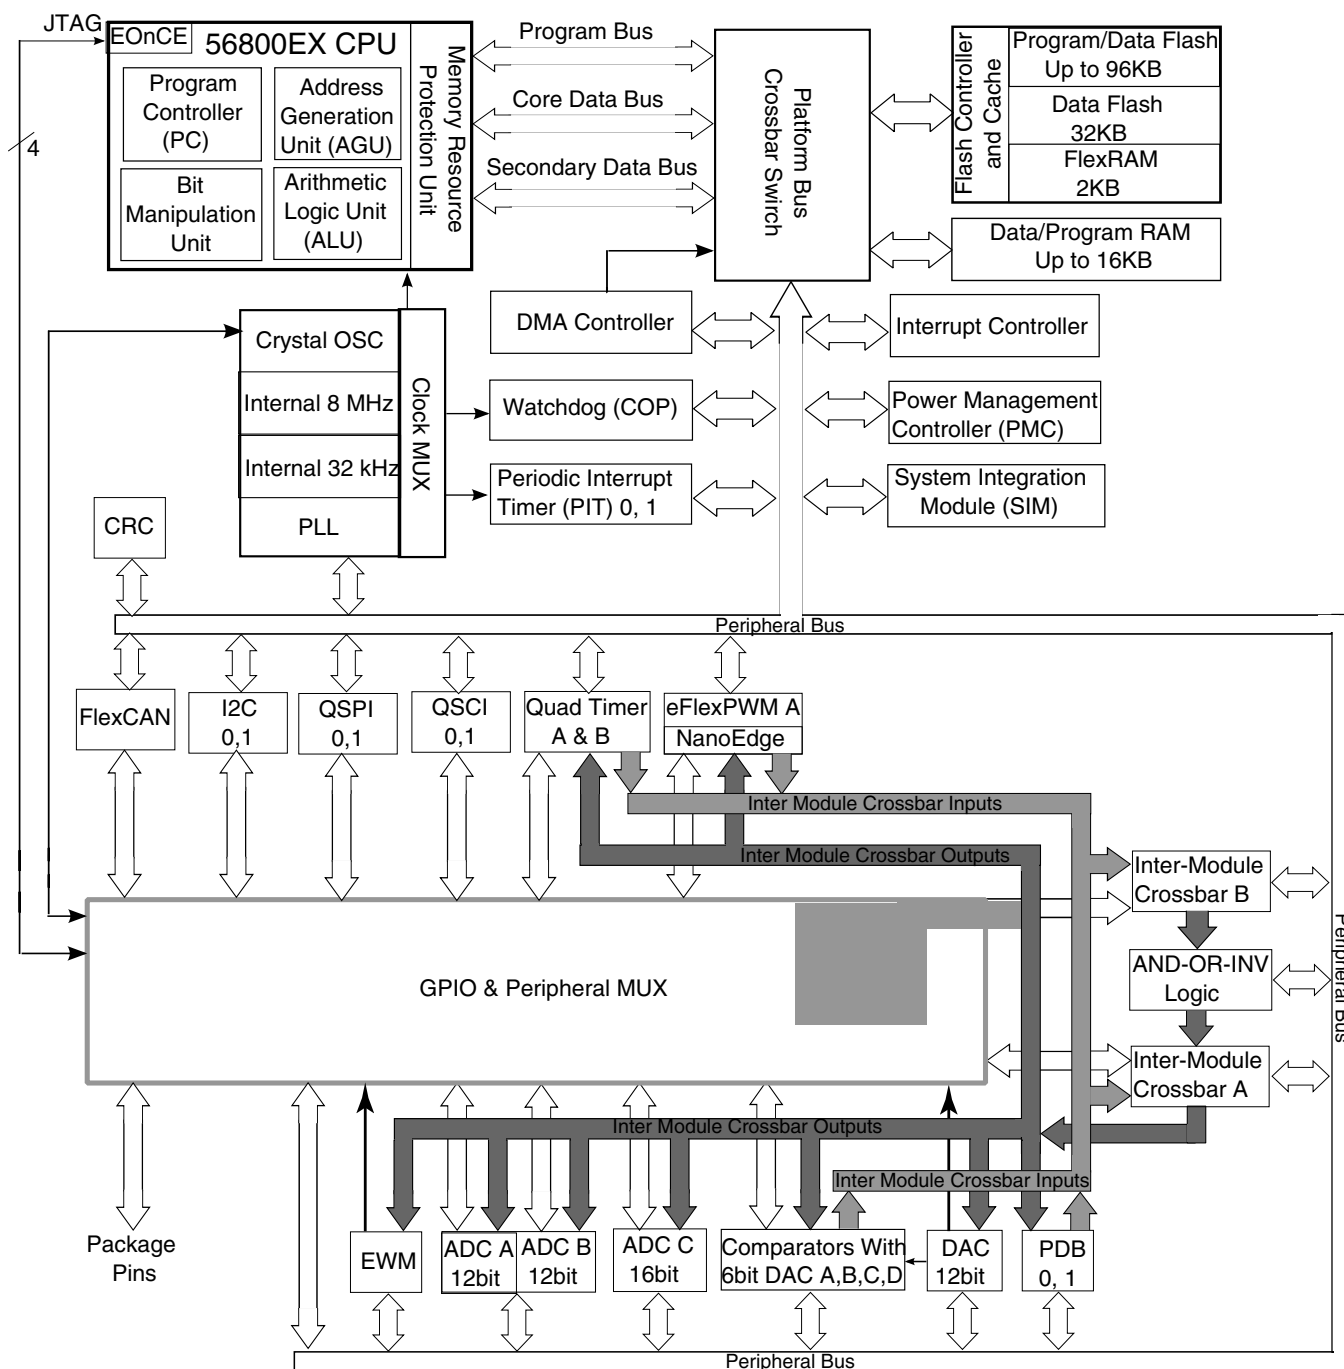 JTAG
EOnCE
56800EX CPU
Program
Controller
(PC)
Address
Generation
Unit (AGU)
Bit
Manipulation
Unit
Arithmetic
Logic Unit
(ALU)
Memory Resource
Protection Unit
4
Program Bus
Core Data Bus
Secondary Data Bus
Platform Bus
Crossbar Swirch
Flash Controller
and Cache
Program/Data Flash
Up to 96KB
Data Flash
32KB
FlexRAM
2KB
Data/Program RAM
Up to 16KB
Crystal OSC
Internal 8 MHz
Internal 32 kHz
PLL
Clock MUX
DMA Controller
Watchdog (COP)
Periodic Interrupt
Timer (PIT) 0, 1
Interrupt Controller
Power Management
Controller (PMC)
System Integration
Module (SIM)
CRC
Peripheral Bus
FlexCAN
I2C
0,1
QSPI
0,1
QSCI
0,1
Quad Timer
A & B
eFlexPWM A
NanoEdge
Inter Module Crossbar Inputs
Inter Module Crossbar Outputs
Inter-Module
Crossbar B
AND-OR-INV
Logic
Inter-Module
Crossbar A
Peripheral Bus
GPIO & Peripheral MUX
Inter Module Crossbar Outputs
Inter Module Crossbar Inputs
Package
Pins
EWM
ADC A
12bit
ADC B
12bit
ADC C
16bit
Comparators With
6bit DAC A,B,C,D
DAC
12bit
PDB
0, 1
Peripheral Bus